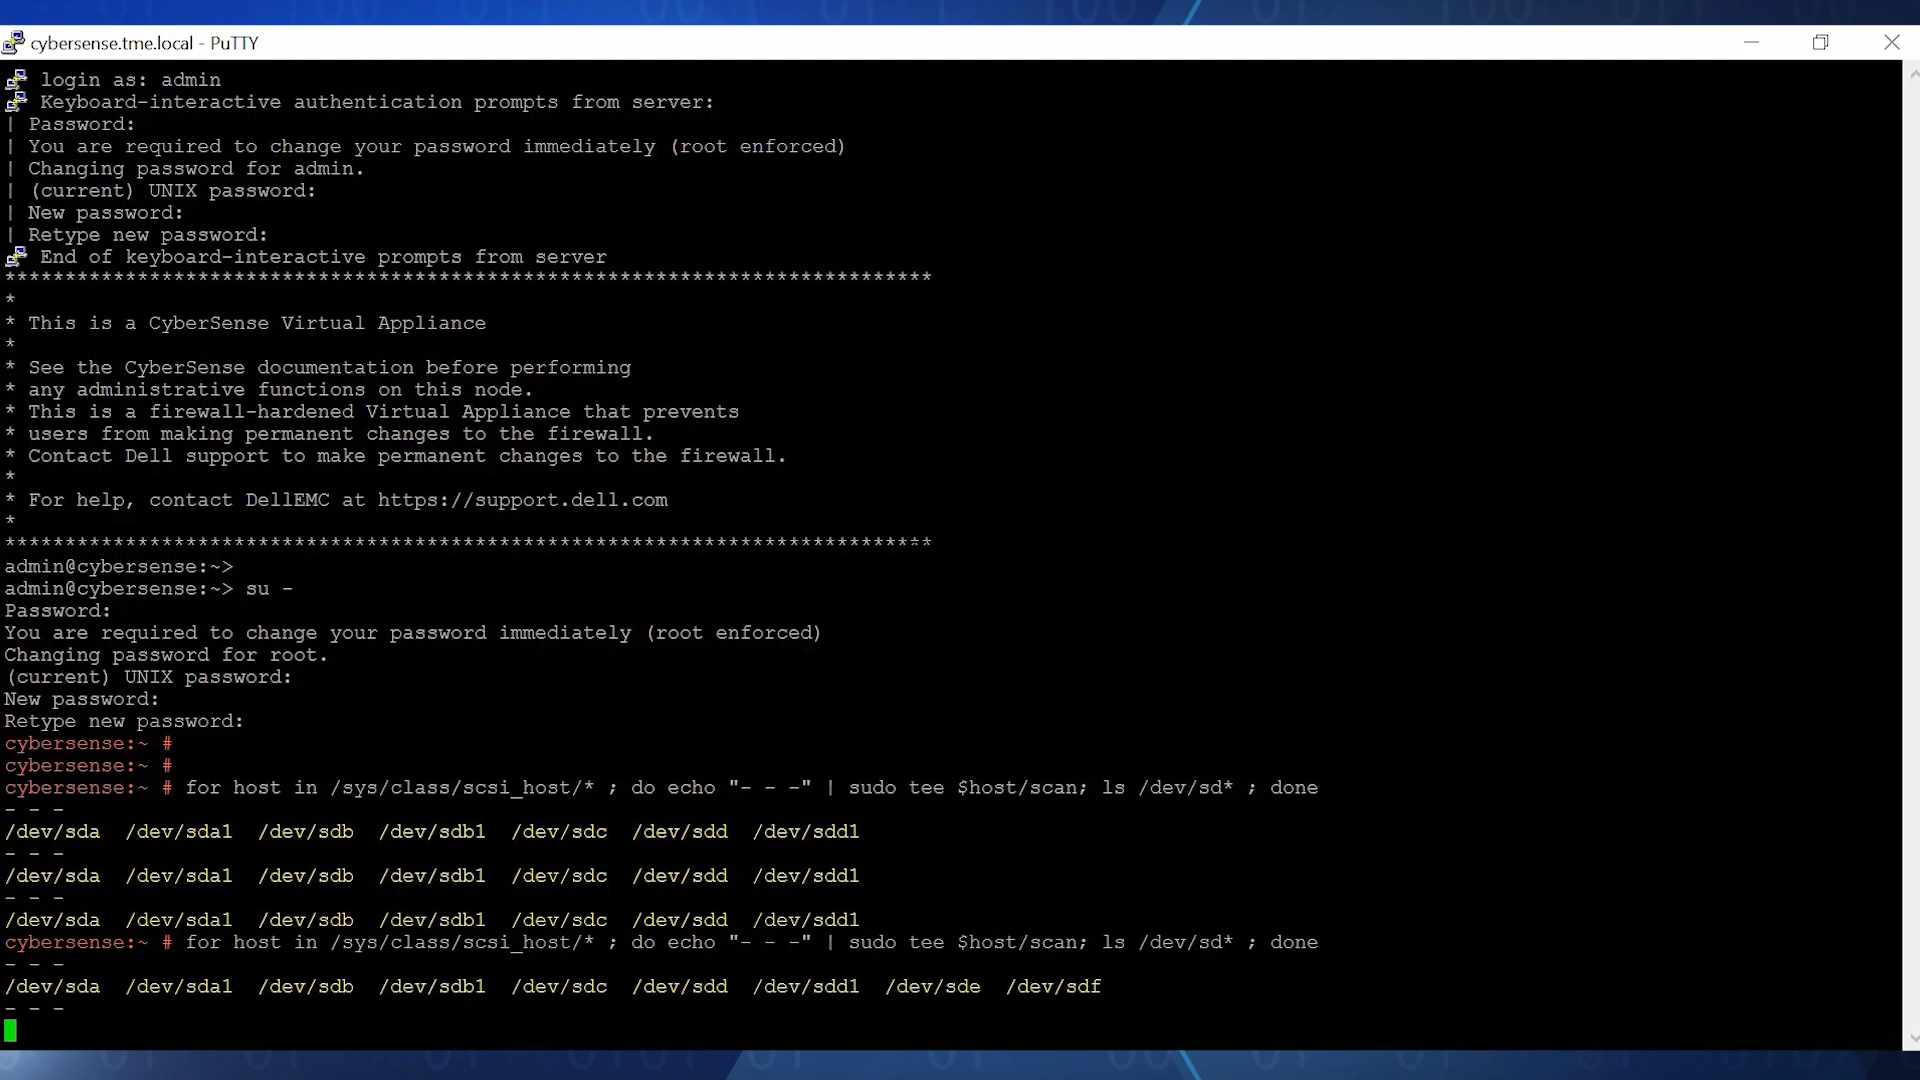 cybersense.tme.local - PuTTY
login as: admin
Keyboard-interactive authentication prompts from server:
| Password:
| You are required to change your password immediately (root enforced)
| Changing password for admin.
| (current) UNIX password:
| New password:
| Retype new password:
End of keyboard-interactive prompts from server
*****************************************************************************
*
* This is a CyberSense Virtual Appliance
*
* See the CyberSense documentation before performing
* any administrative functions on this node.
* This is a firewall-hardened Virtual Appliance that prevents
* users from making permanent changes to the firewall.
* Contact Dell support to make permanent changes to the firewall.
*
* For help, contact DellEMC at https://support.dell.com
*
*****************************************************************************
admin@cybersense:~>
admin@cybersense:~> su -
Password:
You are required to change your password immediately (root enforced)
Changing password for root.
(current) UNIX password:
New password:
Retype new password:
cybersense:~ #
cybersense:~ #
cybersense:~ # for host in /sys/class/scsi_host/* ; do echo "- - -" | sudo tee $host/scan; ls /dev/sd* ; done
- - -
/dev/sda  /dev/sda1  /dev/sdb  /dev/sdb1  /dev/sdc  /dev/sdd  /dev/sdd1
- - -
/dev/sda  /dev/sda1  /dev/sdb  /dev/sdb1  /dev/sdc  /dev/sdd  /dev/sdd1
- - -
/dev/sda  /dev/sda1  /dev/sdb  /dev/sdb1  /dev/sdc  /dev/sdd  /dev/sdd1
cybersense:~ # for host in /sys/class/scsi_host/* ; do echo "- - -" | sudo tee $host/scan; ls /dev/sd* ; done
- - -
/dev/sda  /dev/sda1  /dev/sdb  /dev/sdb1  /dev/sdc  /dev/sdd  /dev/sdd1  /dev/sde  /dev/sdf
- - -